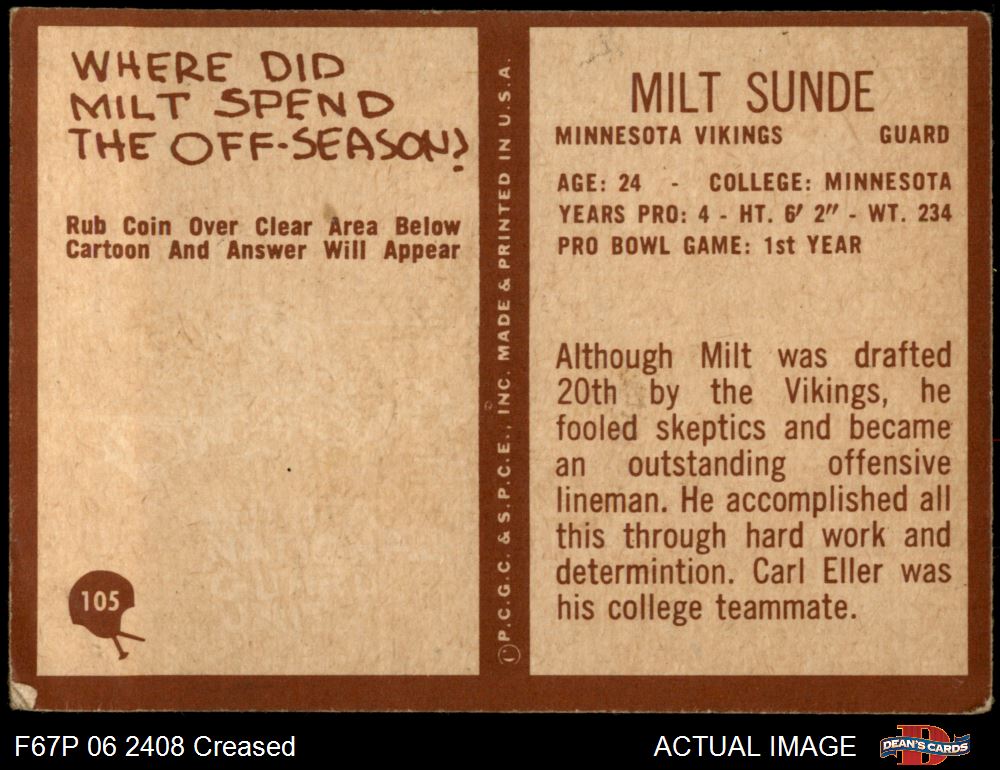 WHERE DID
MILT SPEND
THE OFF-SEASON?
Rub Coin Over Clear Area Below
Cartoon And Answer Will Appear
105
© P.C.G.C. & S.P.C.E., INC. MADE & PRINTED IN U.S.A.
MILT SUNDE
MINNESOTA VIKINGS GUARD
AGE: 24 - COLLEGE: MINNESOTA
YEARS PRO: 4 - HT. 6' 2" - WT. 234
PRO BOWL GAME: 1st YEAR
Although Milt was drafted
20th by the Vikings, he
fooled skeptics and became
an outstanding offensive
lineman. He accomplished all
this through hard work and
determintion. Carl Eller was
his college teammate.
F67P 06 2408 Creased
ACTUAL IMAGE
D
DEAN'S CARDS